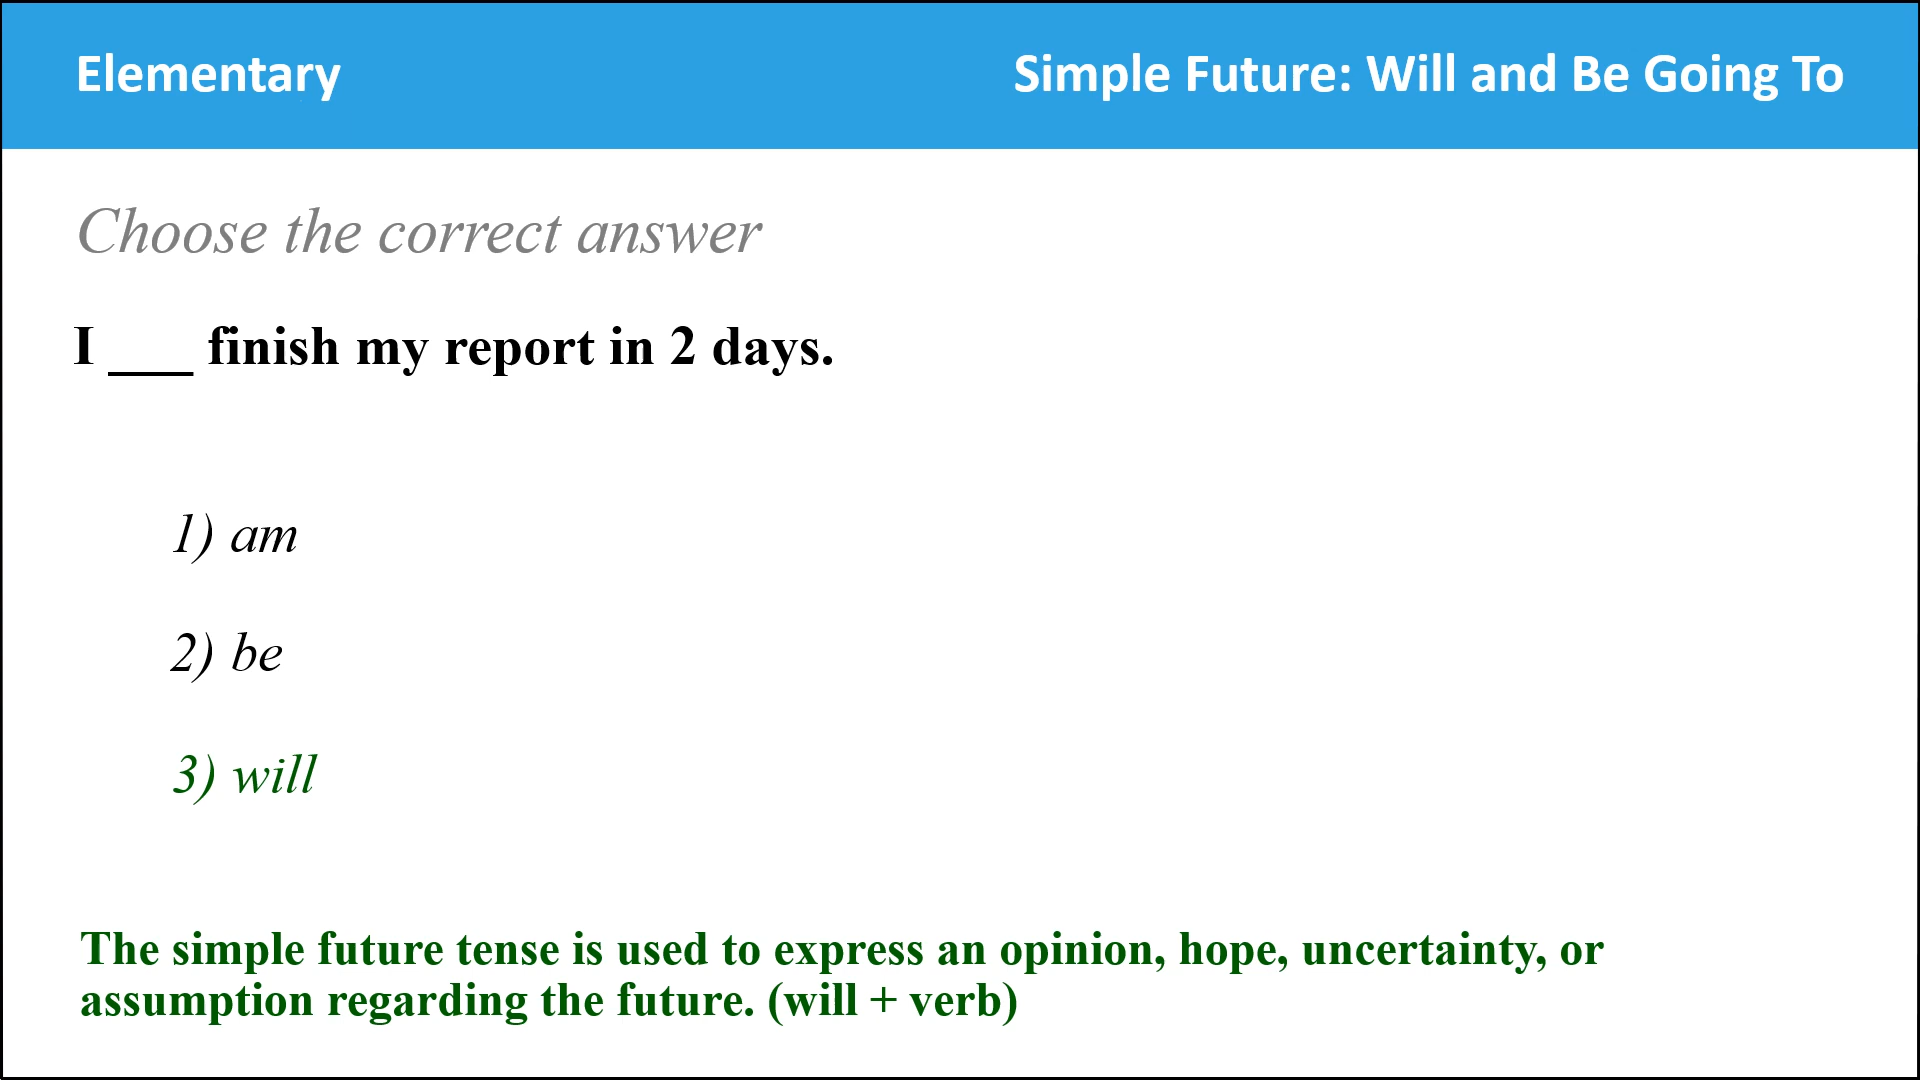 Elementary
Simple Future: Will and Be Going To
Choose the correct answer
I ___ finish my report in 2 days.
1) am
2) be
3) will
The simple future tense is used to express an opinion, hope, uncertainty, or
assumption regarding the future. (will + verb)